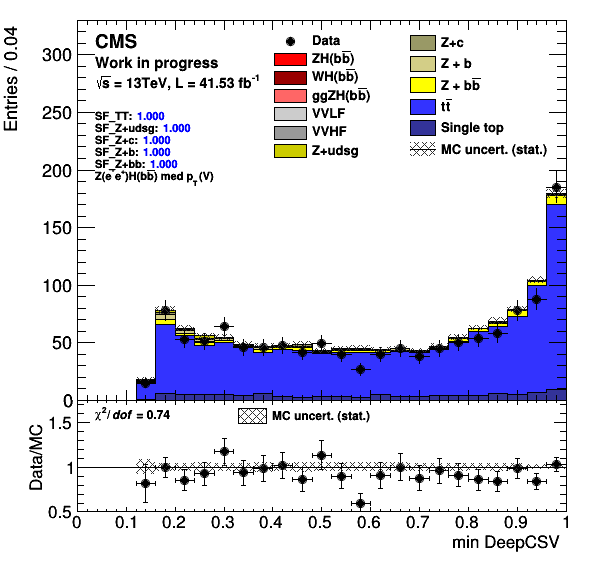 CMS
Work in progress
√s = 13TeV, L = 41.53 fb⁻¹
SF_TT: 1.000
SF_Z+udsg: 1.000
SF_Z+c: 1.000
SF_Z+b: 1.000
SF_Z+bb: 1.000
Z(e⁻e⁺)H(bb̅) med p_T(V)
Data
ZH(bb̅)
WH(bb̅)
ggZH(bb̅)
VVLF
VVHF
Z+udsg
Z+c
Z + b
Z + bb̅
tt̅
Single top
MC uncert. (stat.)
Entries / 0.04
300
250
200
150
100
50
0
χ²/dof = 0.74
MC uncert. (stat.)
Data/MC
1.5
1
0.5
0 0.1 0.2 0.3 0.4 0.5 0.6 0.7 0.8 0.9 1
min DeepCSV